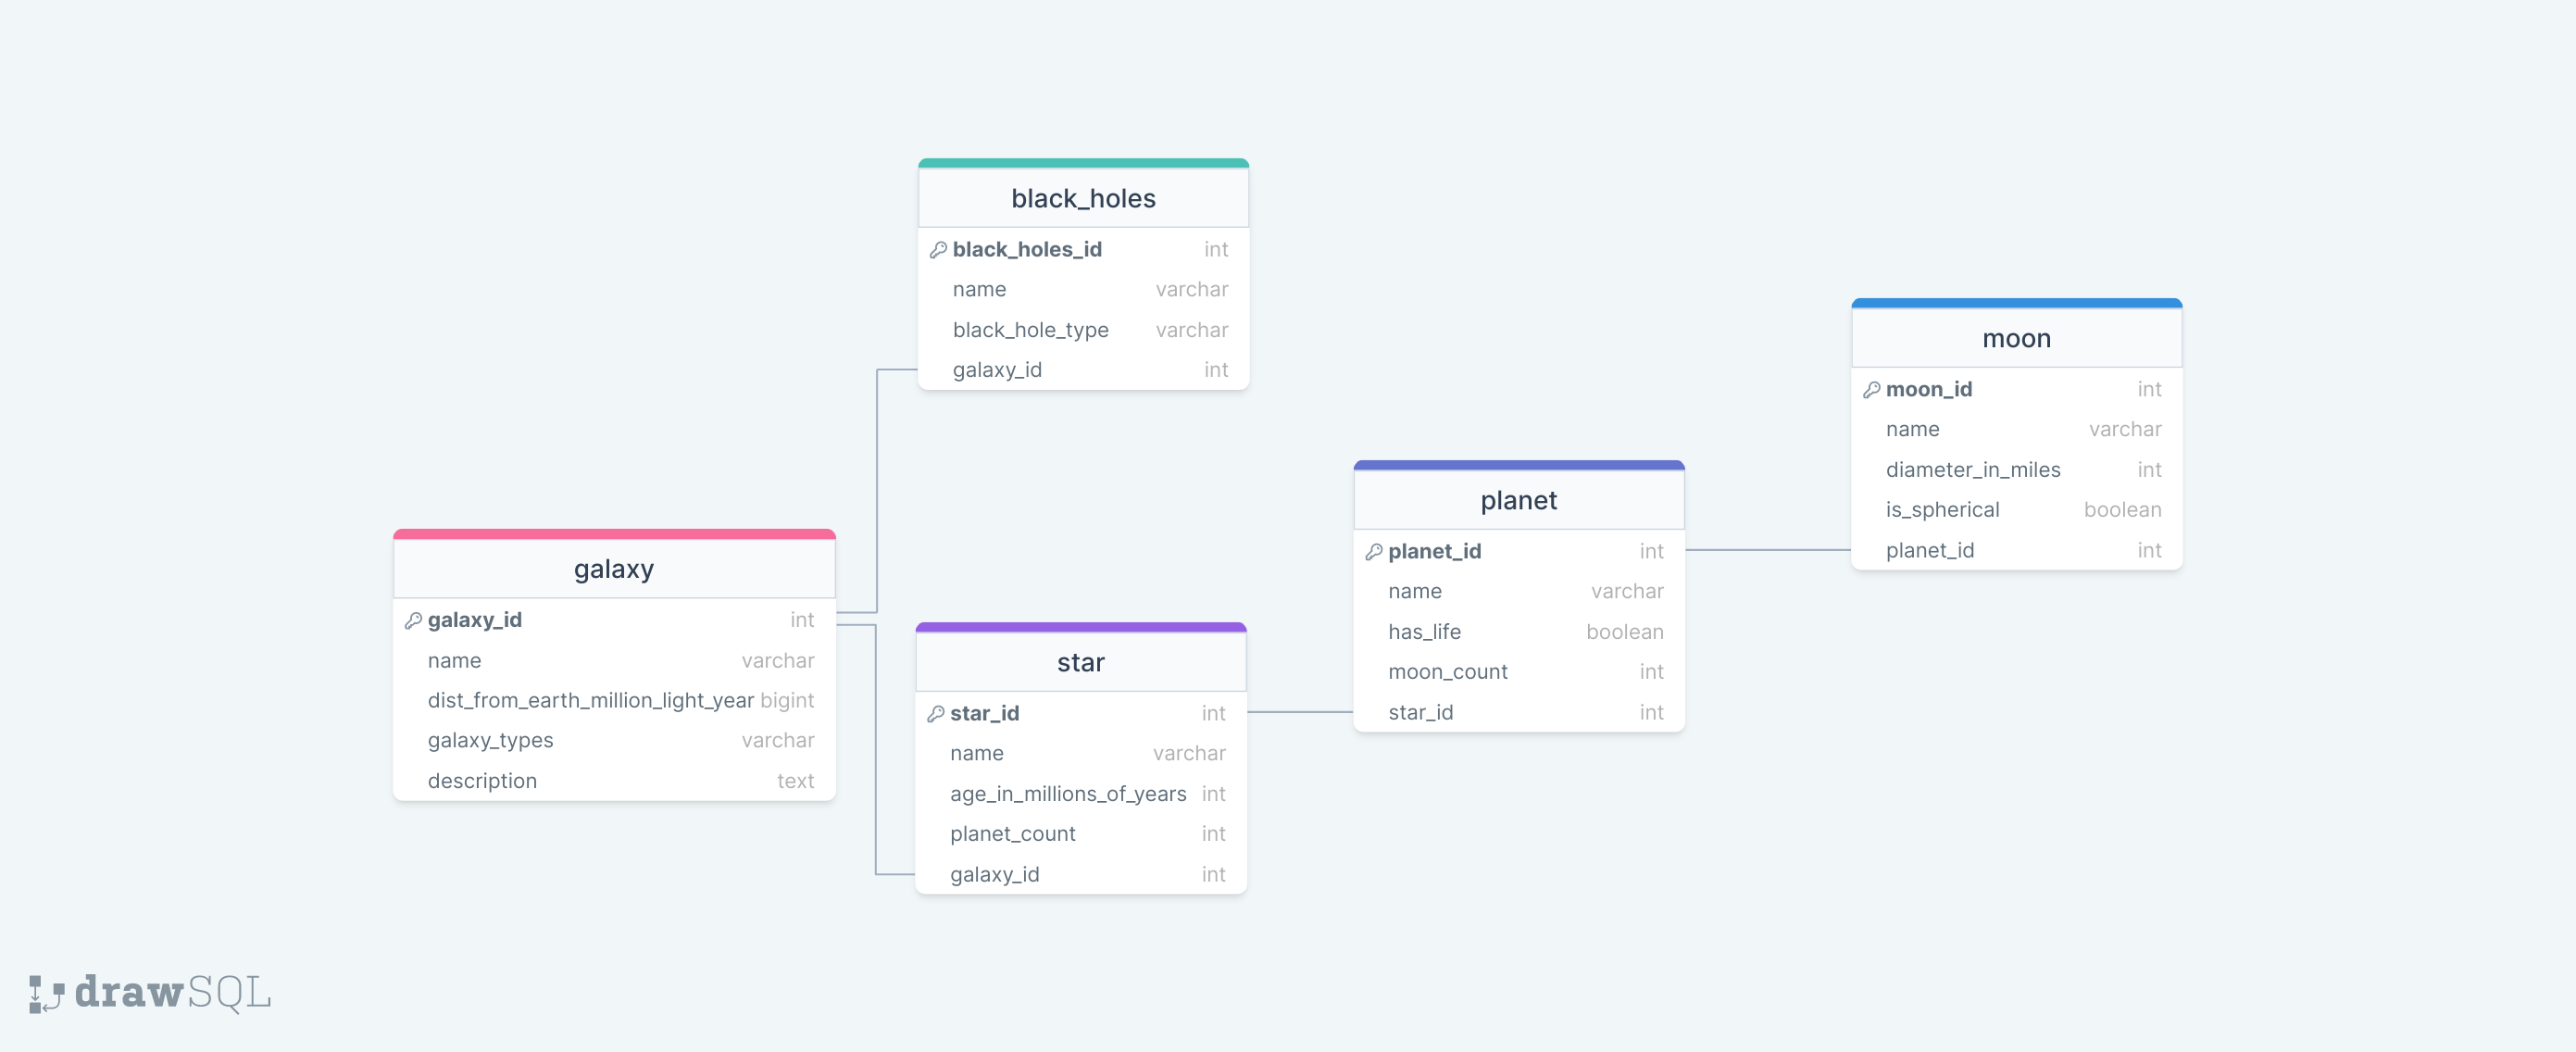 black_holes
black_holes_id int
name varchar
black_hole_type varchar
galaxy_id int
moon
moon_id int
name varchar
diameter_in_miles int
is_spherical boolean
planet_id int
planet
planet_id int
name varchar
has_life boolean
moon_count int
star_id int
galaxy
galaxy_id int
name varchar
dist_from_earth_million_light_year bigint
galaxy_types varchar
description text
star
star_id int
name varchar
age_in_millions_of_years int
planet_count int
galaxy_id int
drawSQL